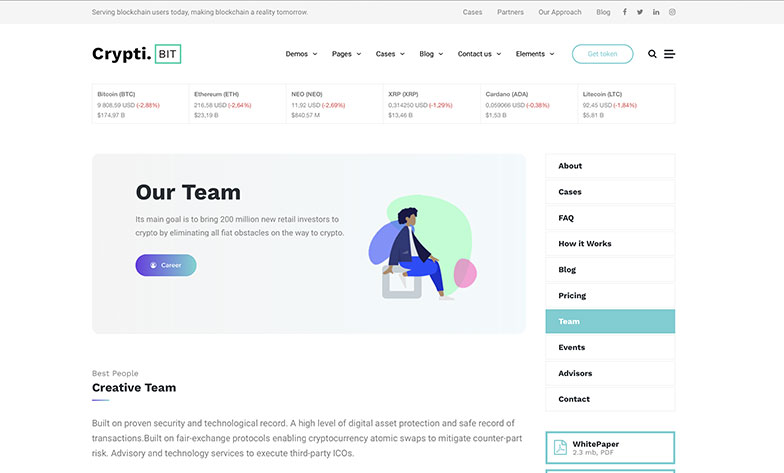 Serving blockchain users today, making blockchain a reality tomorrow.
Cases Partners Our Approach Blog
Crypti. BIT
Demos Pages Cases Blog Contact us Elements Get token
Bitcoin (BTC)
9 808,59 USD (-2,88%)
$174,97 B
Ethereum (ETH)
216,58 USD (-2,64%)
$23,19 B
NEO (NEO)
11,92 USD (-2,69%)
$840,57 M
XRP (XRP)
0,314250 USD (-1,29%)
$13,46 B
Cardano (ADA)
0,059066 USD (-0,38%)
$1,53 B
Litecoin (LTC)
92,45 USD (-1,84%)
$5,81 B
Our Team
Its main goal is to bring 200 million new retail investors to
crypto by eliminating all fiat obstacles on the way to crypto.
Career
About
Cases
FAQ
How it Works
Blog
Pricing
Team
Events
Advisors
Contact
Best People
Creative Team
Built on proven security and technological record. A high level of digital asset protection and safe record of
transactions.Built on fair-exchange protocols enabling cryptocurrency atomic swaps to mitigate counter-part
risk. Advisory and technology services to execute third-party ICOs.
WhitePaper
2.3 mb, PDF